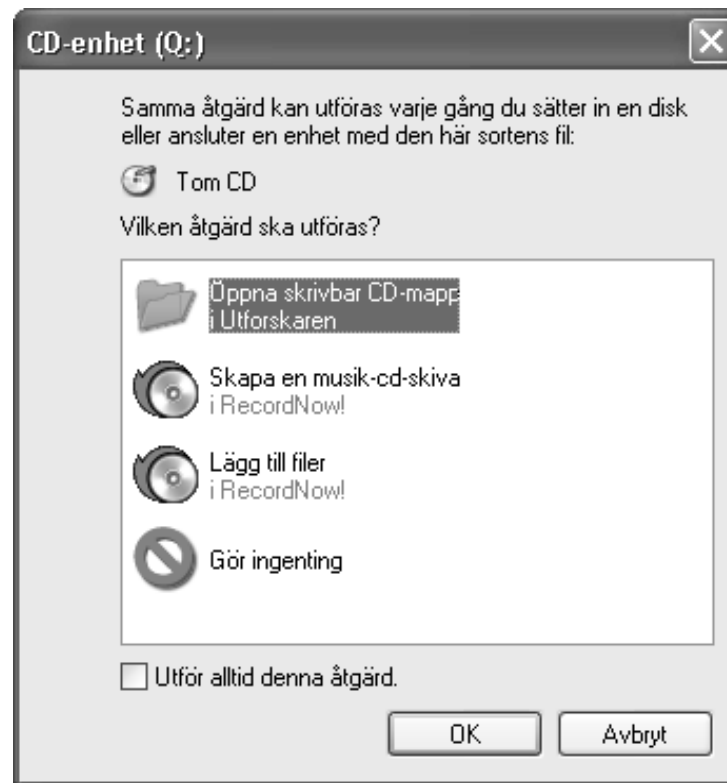 CD-enhet (Q:)
Samma åtgärd kan utföras varje gång du sätter in en disk
eller ansluter en enhet med den här sortens fil:
Tom CD
Vilken åtgärd ska utföras?
Öppna skrivbar CD-mapp
i Utforskaren
Skapa en musik-cd-skiva
i RecordNow!
Lägg till filer
i RecordNow!
Gör ingenting
Utför alltid denna åtgärd.
OK
Avbryt